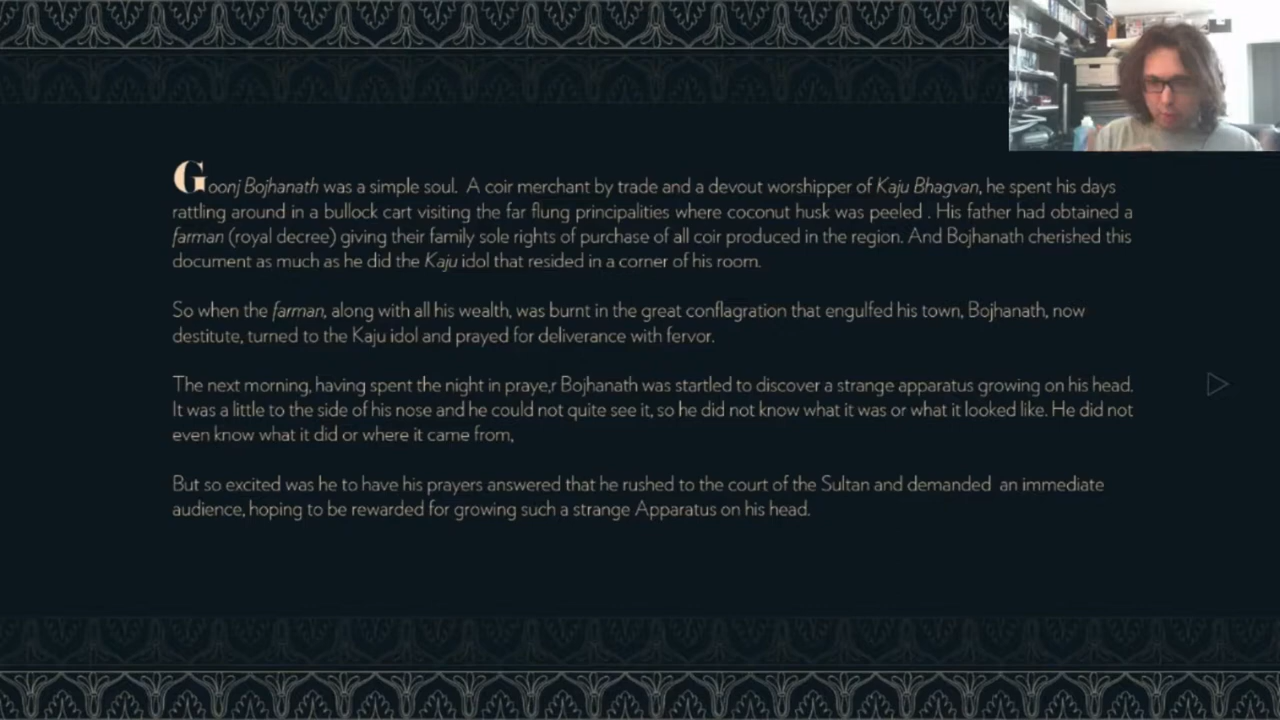 Goonj Bojhanath was a simple soul.  A coir merchant by trade and a devout worshipper of Kaju Bhagvan, he spent his days
rattling around in a bullock cart visiting the far flung principalities where coconut husk was peeled . His father had obtained a
farman (royal decree) giving their family sole rights of purchase of all coir produced in the region. And Bojhanath cherished this
document as much as he did the Kaju idol that resided in a corner of his room.
So when the farman, along with all his wealth, was burnt in the great conflagration that engulfed his town, Bojhanath, now
destitute, turned to the Kaju idol and prayed for deliverance with fervor.
The next morning, having spent the night in praye,r Bojhanath was startled to discover a strange apparatus growing on his head.
It was a little to the side of his nose and he could not quite see it, so he did not know what it was or what it looked like. He did not
even know what it did or where it came from,
But so excited was he to have his prayers answered that he rushed to the court of the Sultan and demanded  an immediate
audience, hoping to be rewarded for growing such a strange Apparatus on his head.